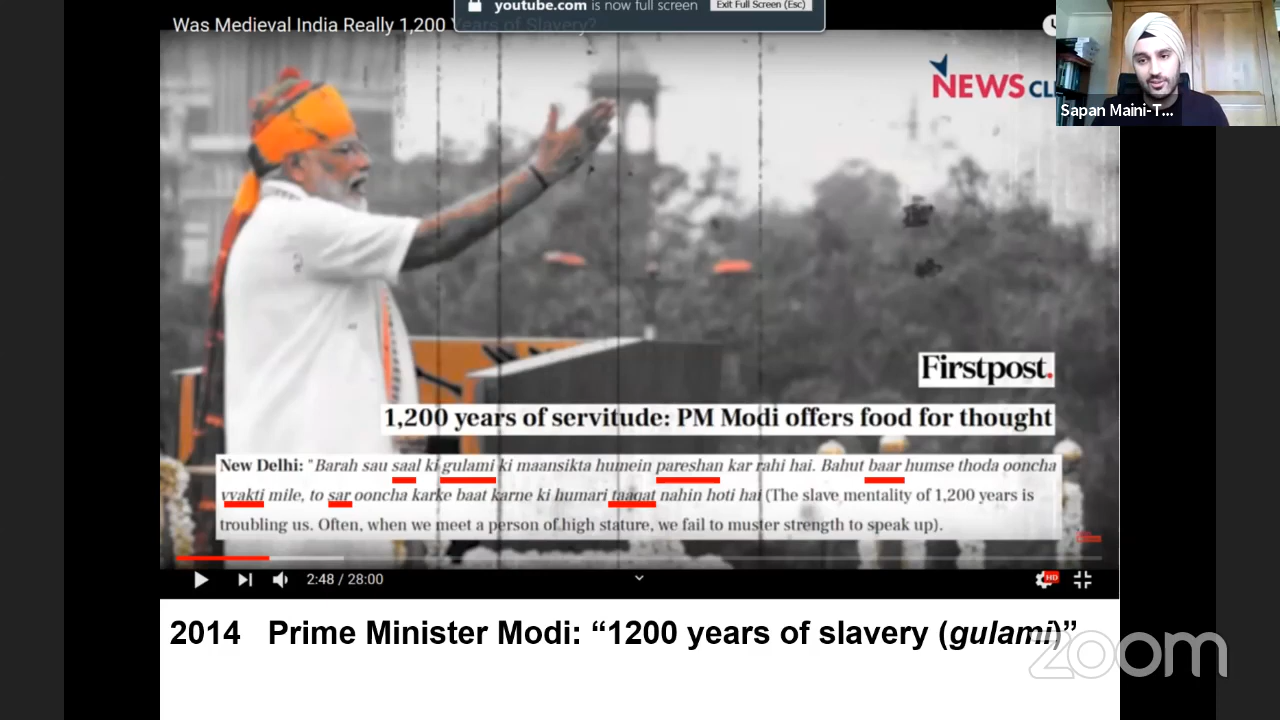 Was Medieval India Really 1,200 Years of Slavery?
youtube.com is now full screen
Exit Full Screen (Esc)
NEWS CL
Sapan Maini-T...
Firstpost.
1,200 years of servitude: PM Modi offers food for thought
New Delhi: "Barah sau saal ki gulami ki maansikta humein pareshan kar rahi hai. Bahut baar humse thoda ooncha
vyakti mile, to sar ooncha karke baat karne ki humari taaqat nahin hoti hai (The slave mentality of 1,200 years is
troubling us. Often, when we meet a person of high stature, we fail to muster strength to speak up).
2:48 / 28:00
HD
2014 Prime Minister Modi: “1200 years of slavery (gulami)”
zoom